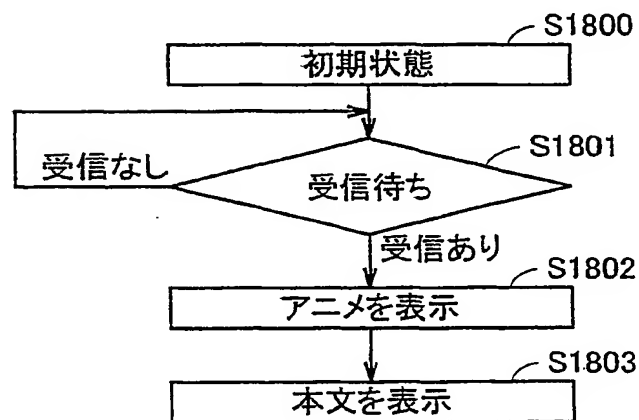 S1800
初期状態
S1801
受信なし
受信待ち
受信あり
S1802
アニメを表示
S1803
本文を表示